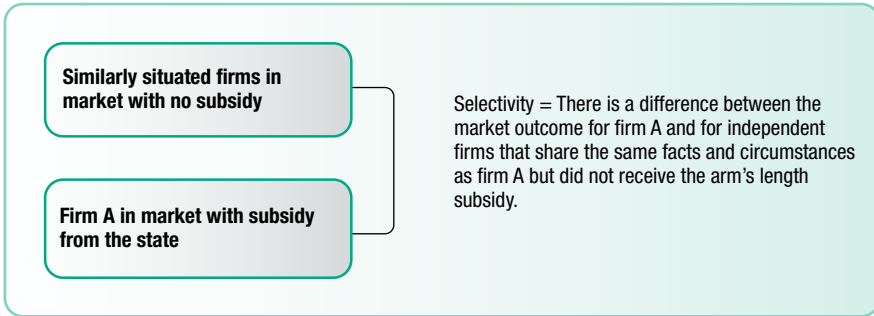 Similarly situated firms in
market with no subsidy
Firm A in market with subsidy
from the state
Selectivity = There is a difference between the
market outcome for firm A and for independent
firms that share the same facts and circumstances
as firm A but did not receive the arm's length
subsidy.